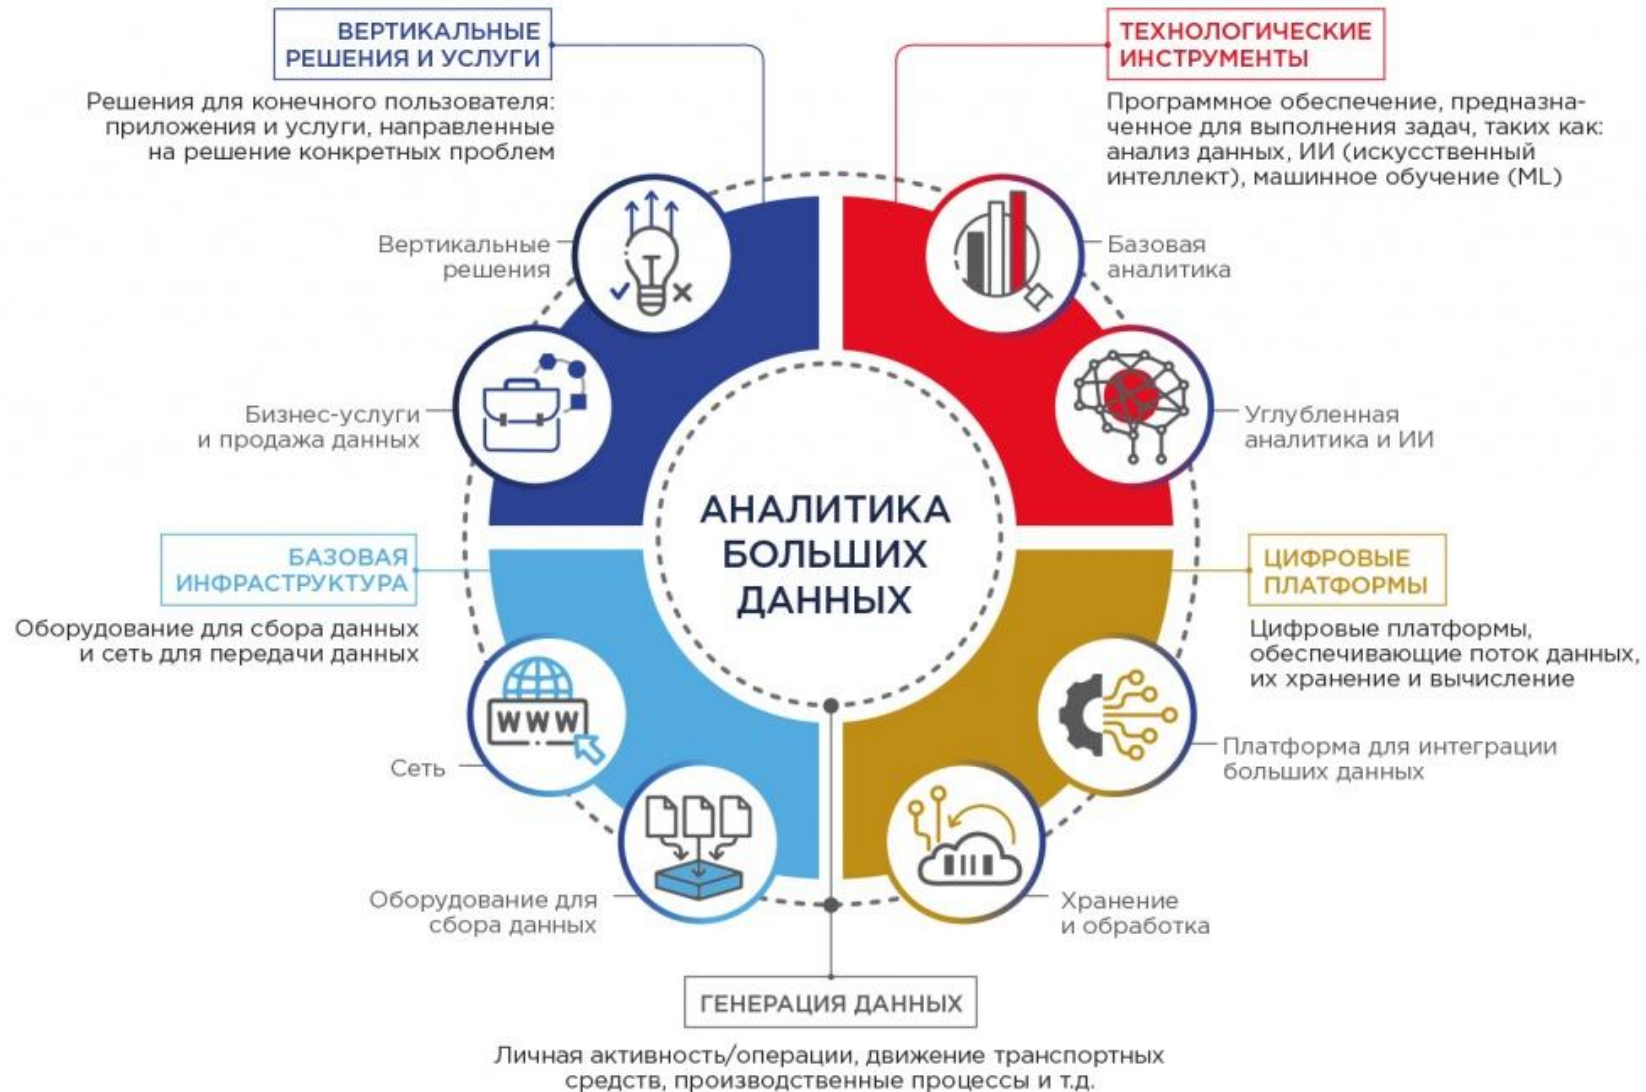 ВЕРТИКАЛЬНЫЕ
РЕШЕНИЯ И УСЛУГИ
Решения для конечного пользователя:
приложения и услуги, направленные
на решение конкретных проблем
ТЕХНОЛОГИЧЕСКИЕ
ИНСТРУМЕНТЫ
Программное обеспечение, предназна-
ченное для выполнения задач, таких как:
анализ данных, ИИ (искусственный
интеллект), машинное обучение (ML)
Вертикальные
решения
Базовая
аналитика
Бизнес-услуги
и продажа данных
Углубленная
аналитика и ИИ
АНАЛИТИКА
БОЛЬШИХ
ДАННЫХ
БАЗОВАЯ
ИНФРАСТРУКТУРА
Оборудование для сбора данных
и сеть для передачи данных
ЦИФРОВЫЕ
ПЛАТФОРМЫ
Цифровые платформы,
обеспечивающие поток данных,
их хранение и вычисление
WWW
Сеть
Платформа для интеграции
больших данных
Оборудование для
сбора данных
Хранение
и обработка
ГЕНЕРАЦИЯ ДАННЫХ
Личная активность/операции, движение транспортных
средств, производственные процессы и т.д.